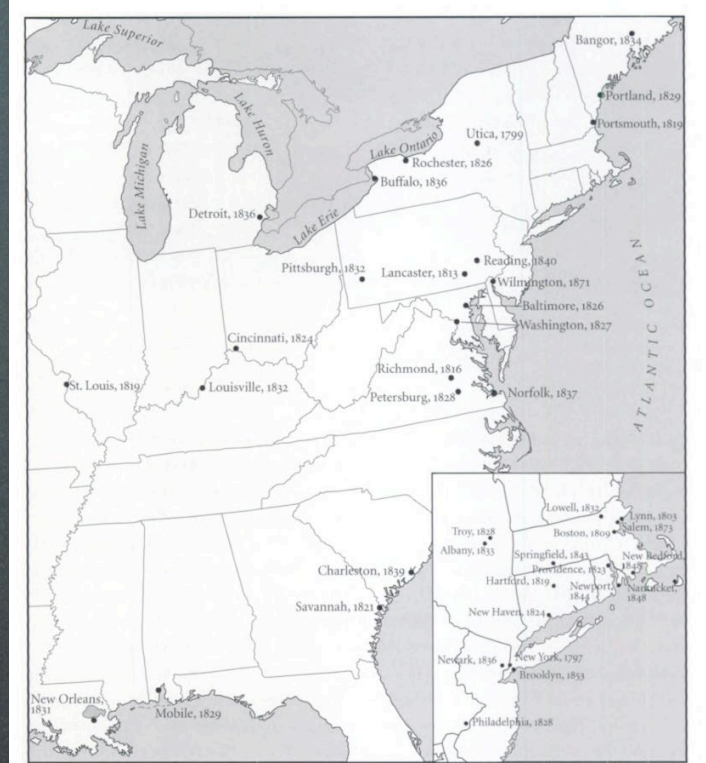 Lake Superior
Bangor, 1834
Lake Huron
Portland, 1829
Portsmouth, 1819
Utica, 1799
Lake Ontario
Rochester, 1826
Lake Michigan
Buffalo, 1836
Detroit, 1836
Lake Erie
Reading, 1840
Pittsburgh, 1832
Lancaster, 1813
Wilmington, 1871
Baltimore, 1826
Washington, 1827
ATLANTIC OCEAN
Cincinnati, 1824
Richmond, 1816
St. Louis, 1819
Louisville, 1832
Petersburg, 1828
Norfolk, 1837
Lowell, 1832
Lynn, 1803
Salem, 1873
Troy, 1828
Boston, 1809
Albany, 1833
Springfield, 1843
New Bedford,
1848
Providence, 1823
Hartford, 1819
Newport,
1844
Nantucket,
1848
New Haven, 1824
Charleston, 1839
Savannah, 1821
Newark, 1836
New York, 1797
Brooklyn, 1853
New Orleans,
1831
Mobile, 1829
Philadelphia, 1828